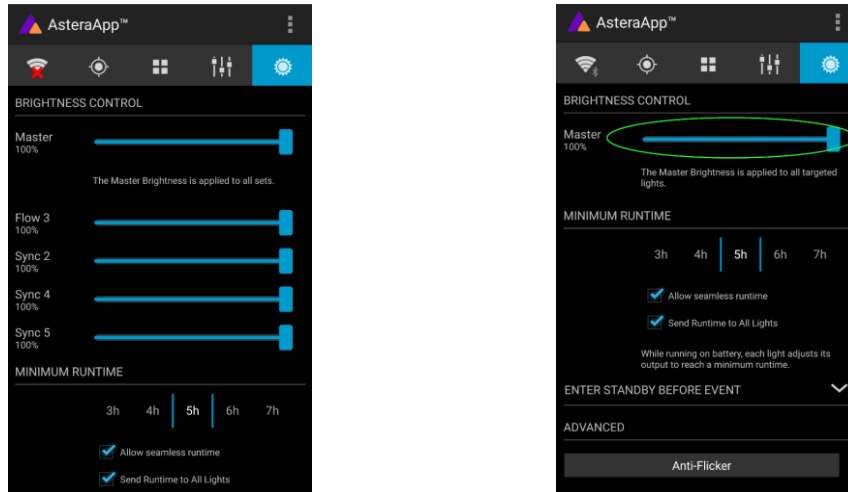 AsteraApp™
BRIGHTNESS CONTROL
Master
100%
The Master Brightness is applied to all sets.
Flow 3
100%
Sync 2
100%
Sync 4
100%
Sync 5
100%
MINIMUM RUNTIME
3h 4h 5h 6h 7h
Allow seamless runtime
Send Runtime to All Lights
AsteraApp™
BRIGHTNESS CONTROL
Master
100%
The Master Brightness is applied to all targeted
lights.
MINIMUM RUNTIME
3h 4h 5h 6h 7h
Allow seamless runtime
Send Runtime to All Lights
While running on battery, each light adjusts its
output to reach a minimum runtime.
ENTER STANDBY BEFORE EVENT
ADVANCED
Anti-Flicker